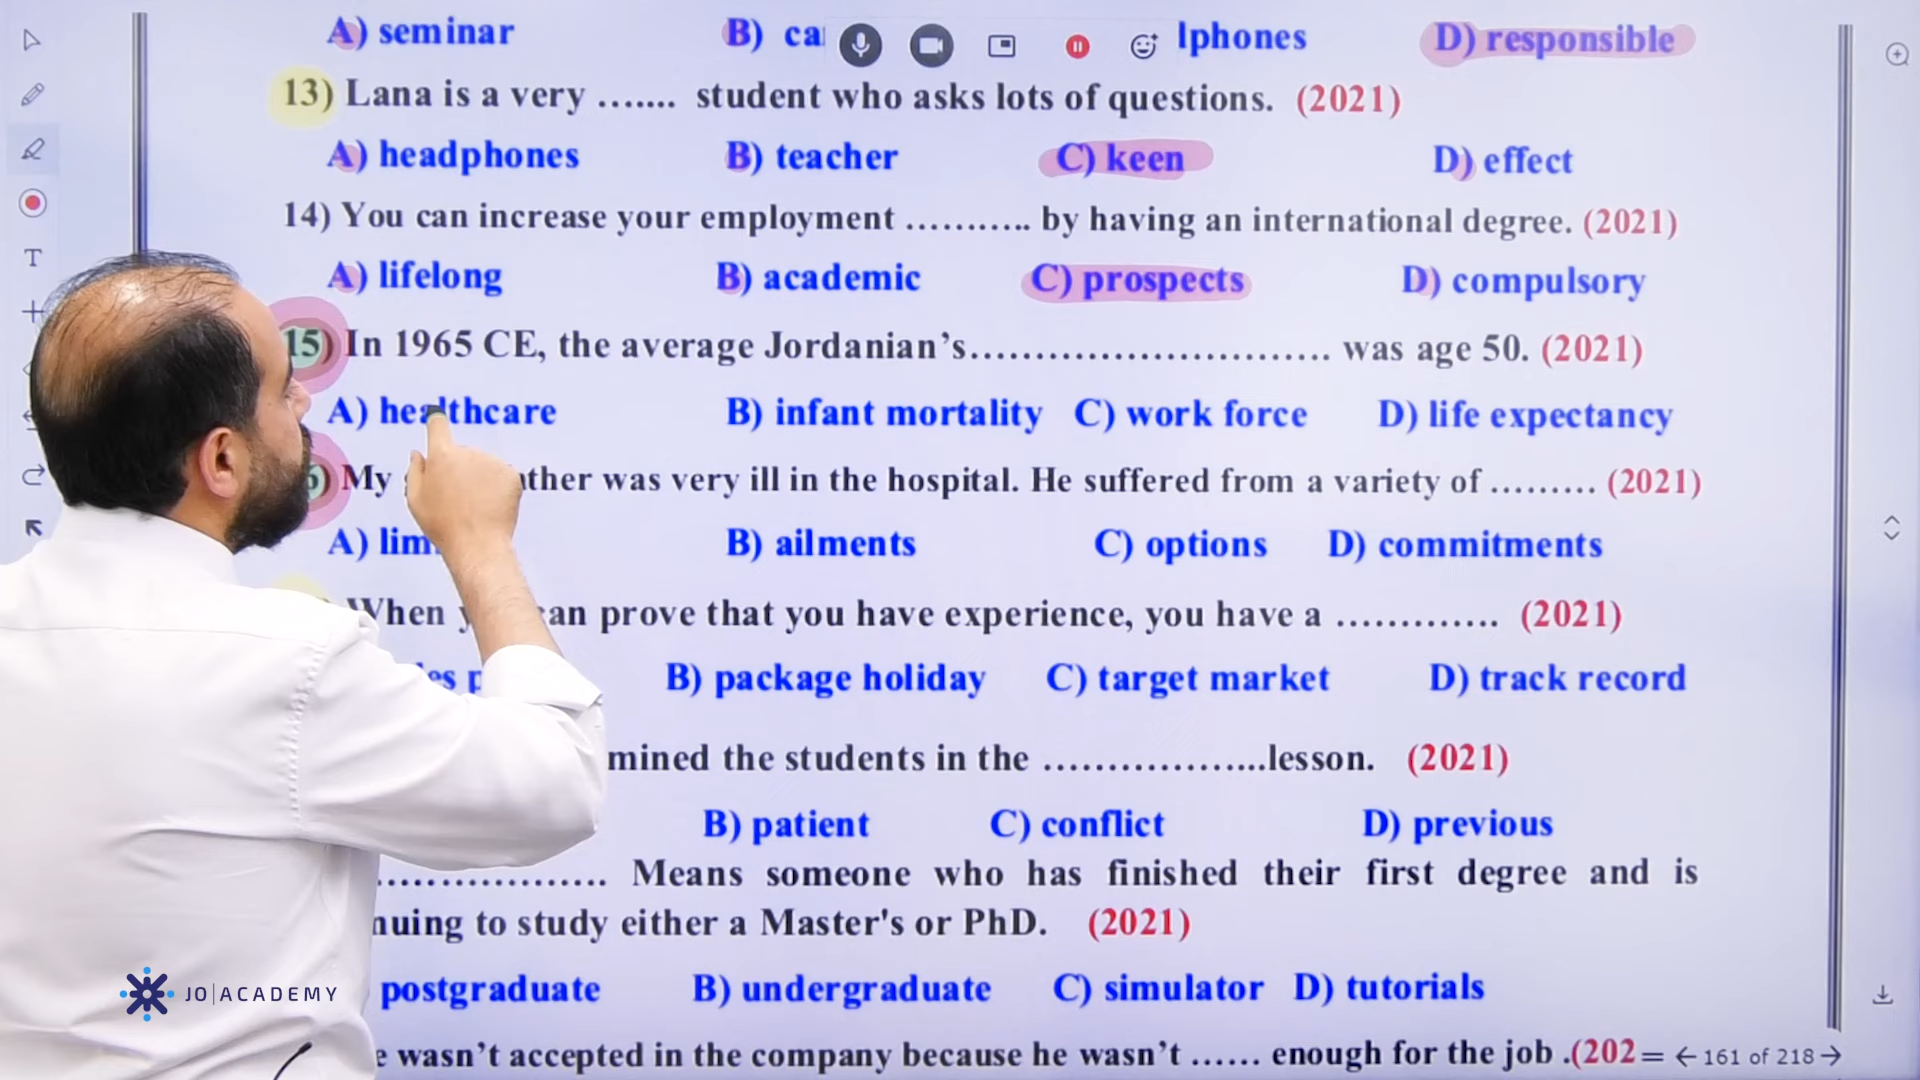 A) seminar B) lphones D) responsible
13) Lana is a very ....... student who asks lots of questions. (2021)
A) headphones B) teacher C) keen D) effect
14) You can increase your employment ........... by having an international degree. (2021)
A) lifelong B) academic C) prospects D) compulsory
15) In 1965 CE, the average Jordanian's............................ was age 50. (2021)
A) healthcare B) infant mortality C) work force D) life expectancy
My was very ill in the hospital. He suffered from a variety of ......... (2021)
A) B) ailments C) options D) commitments
When prove that you have experience, you have a ............. (2021)
B) package holiday C) target market D) track record
the students in the ..................lesson. (2021)
B) patient C) conflict D) previous
.................. Means someone who has finished their first degree and is
to study either a Master's or PhD. (2021)
postgraduate B) undergraduate C) simulator D) tutorials
wasn't accepted in the company because he wasn't ...... enough for the job .(202
161 of 218
JO|ACADEMY